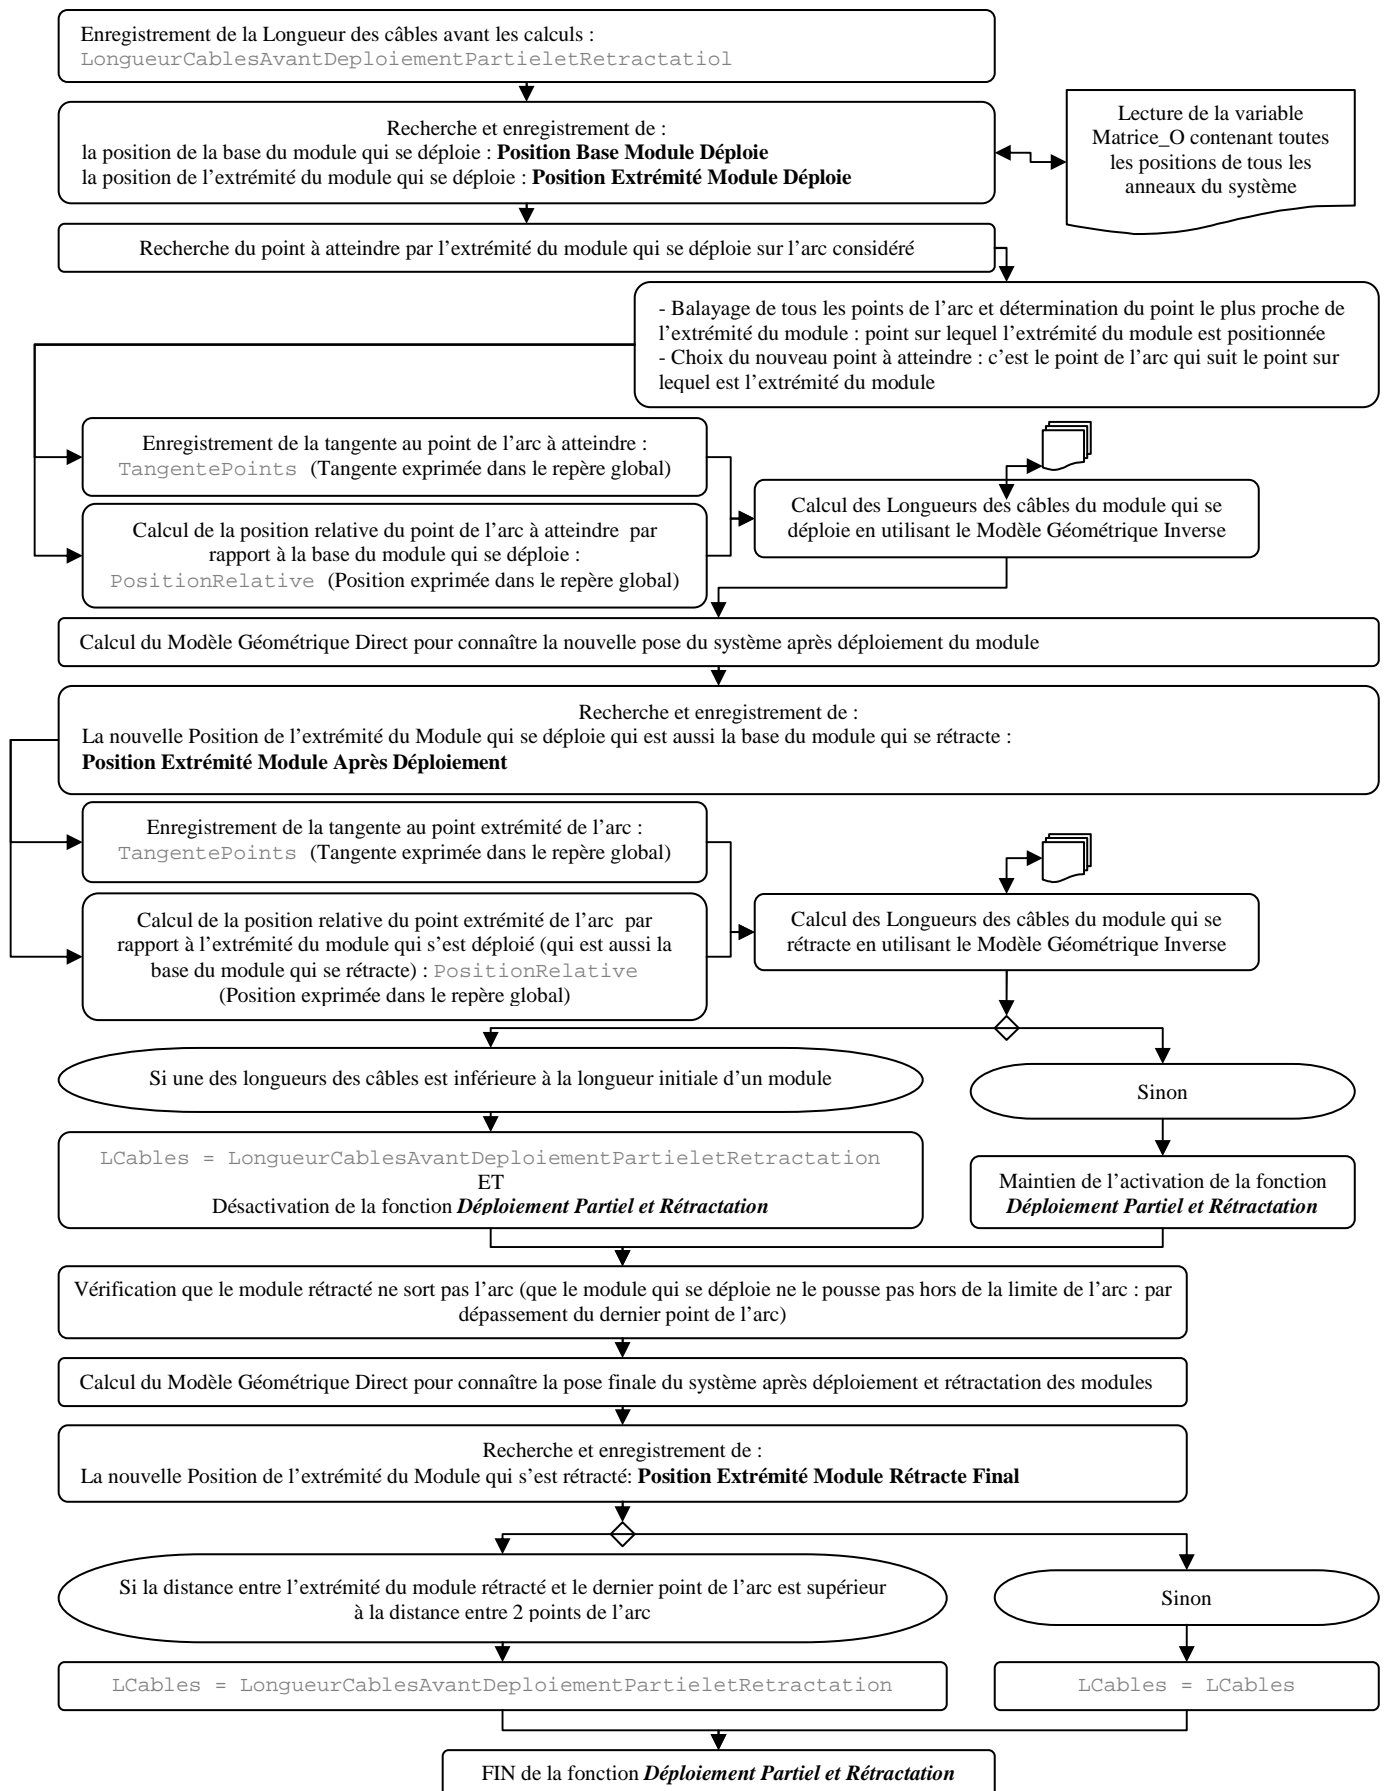 Enregistrement de la Longueur des câbles avant les calculs :
LongueurCablesAvantDeploiementPartieletRetractatiol
Recherche et enregistrement de :
la position de la base du module qui se déploie : Position Base Module Déploie
la position de l’extrémité du module qui se déploie : Position Extrémité Module Déploie
Lecture de la variable
Matrice_O contenant toutes
les positions de tous les
anneaux du système
Recherche du point à atteindre par l’extrémité du module qui se déploie sur l’arc considéré
- Balayage de tous les points de l’arc et détermination du point le plus proche de
l’extrémité du module : point sur lequel l’extrémité du module est positionnée
- Choix du nouveau point à atteindre : c’est le point de l’arc qui suit le point sur
lequel est l’extrémité du module
Enregistrement de la tangente au point de l’arc à atteindre :
TangentePoints (Tangente exprimée dans le repère global)
Calcul de la position relative du point de l’arc à atteindre par
rapport à la base du module qui se déploie :
PositionRelative (Position exprimée dans le repère global)
Calcul des Longueurs des câbles du module qui se
déploie en utilisant le Modèle Géométrique Inverse
Calcul du Modèle Géométrique Direct pour connaître la nouvelle pose du système après déploiement du module
Recherche et enregistrement de :
La nouvelle Position de l’extrémité du Module qui se déploie qui est aussi la base du module qui se rétracte :
Position Extrémité Module Après Déploiement
Enregistrement de la tangente au point extrémité de l’arc :
TangentePoints (Tangente exprimée dans le repère global)
Calcul de la position relative du point extrémité de l’arc par
rapport à l’extrémité du module qui s’est déploié (qui est aussi la
base du module qui se rétracte) : PositionRelative
(Position exprimée dans le repère global)
Calcul des Longueurs des câbles du module qui se
rétracte en utilisant le Modèle Géométrique Inverse
Si une des longueurs des câbles est inférieure à la longueur initiale d’un module
Sinon
LCables = LongueurCablesAvantDeploiementPartieletRetractation
ET
Désactivation de la fonction Déploiement Partiel et Rétractation
Maintien de l’activation de la fonction
Déploiement Partiel et Rétractation
Vérification que le module rétracté ne sort pas l’arc (que le module qui se déploie ne le pousse pas hors de la limite de l’arc : par
dépassement du dernier point de l’arc)
Calcul du Modèle Géométrique Direct pour connaître la pose finale du système après déploiement et rétractation des modules
Recherche et enregistrement de :
La nouvelle Position de l’extrémité du Module qui s’est rétracté: Position Extrémité Module Rétracte Final
Si la distance entre l’extrémité du module rétracté et le dernier point de l’arc est supérieur
à la distance entre 2 points de l’arc
Sinon
LCables = LongueurCablesAvantDeploiementPartieletRetractation
LCables = LCables
FIN de la fonction Déploiement Partiel et Rétractation